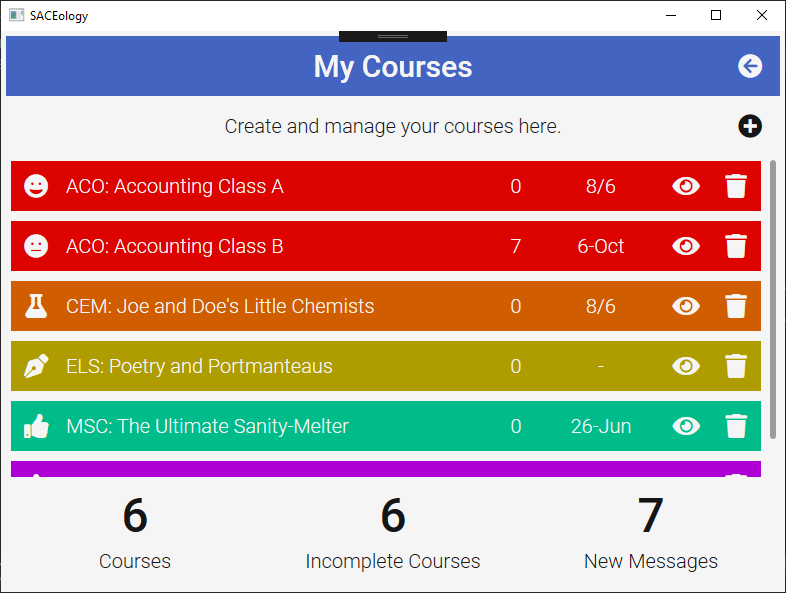 SACEology
My Courses
Create and manage your courses here.
ACO: Accounting Class A 0 8/6
ACO: Accounting Class B 7 6-Oct
CEM: Joe and Doe's Little Chemists 0 8/6
ELS: Poetry and Portmanteaus 0 -
MSC: The Ultimate Sanity-Melter 0 26-Jun
6 6 7
Courses Incomplete Courses New Messages